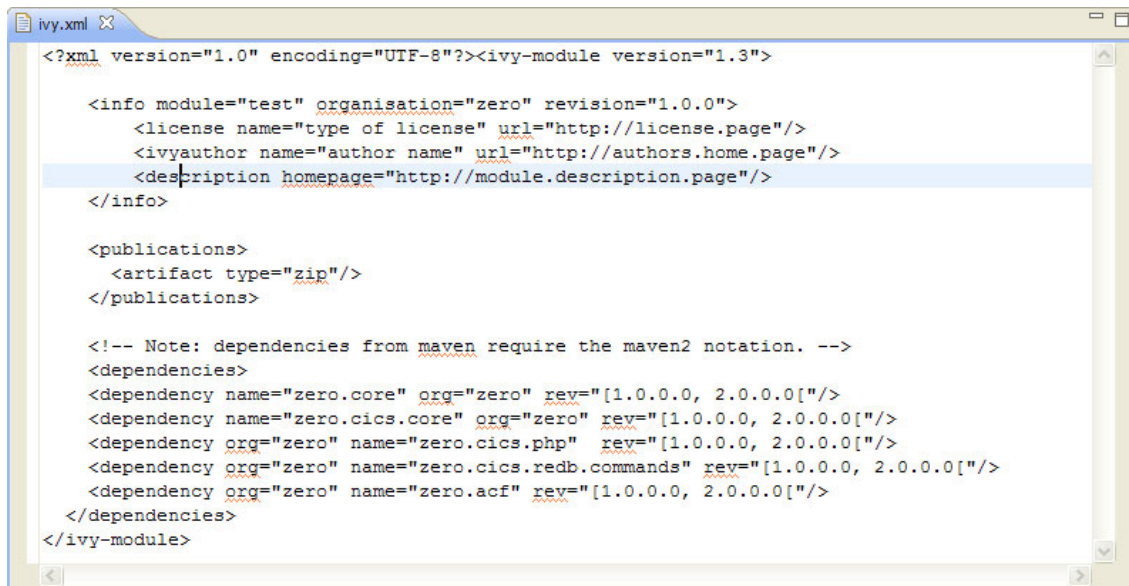 ivy.xml
<?xml version="1.0" encoding="UTF-8"?><ivy-module version="1.3">
<info module="test" organisation="zero" revision="1.0.0">
<license name="type of license" url="http://license.page"/>
<ivyauthor name="author name" url="http://authors.home.page"/>
<description homepage="http://module.description.page"/>
</info>
<publications>
<artifact type="zip"/>
</publications>
<!-- Note: dependencies from maven require the maven2 notation. -->
<dependencies>
<dependency name="zero.core" org="zero" rev="[1.0.0.0, 2.0.0.0["/>
<dependency name="zero.cics.core" org="zero" rev="[1.0.0.0, 2.0.0.0["/>
<dependency org="zero" name="zero.cics.php"  rev="[1.0.0.0, 2.0.0.0["/>
<dependency org="zero" name="zero.cics.redb.commands" rev="[1.0.0.0, 2.0.0.0["/>
<dependency org="zero" name="zero.acf" rev="[1.0.0.0, 2.0.0.0["/>
</dependencies>
</ivy-module>